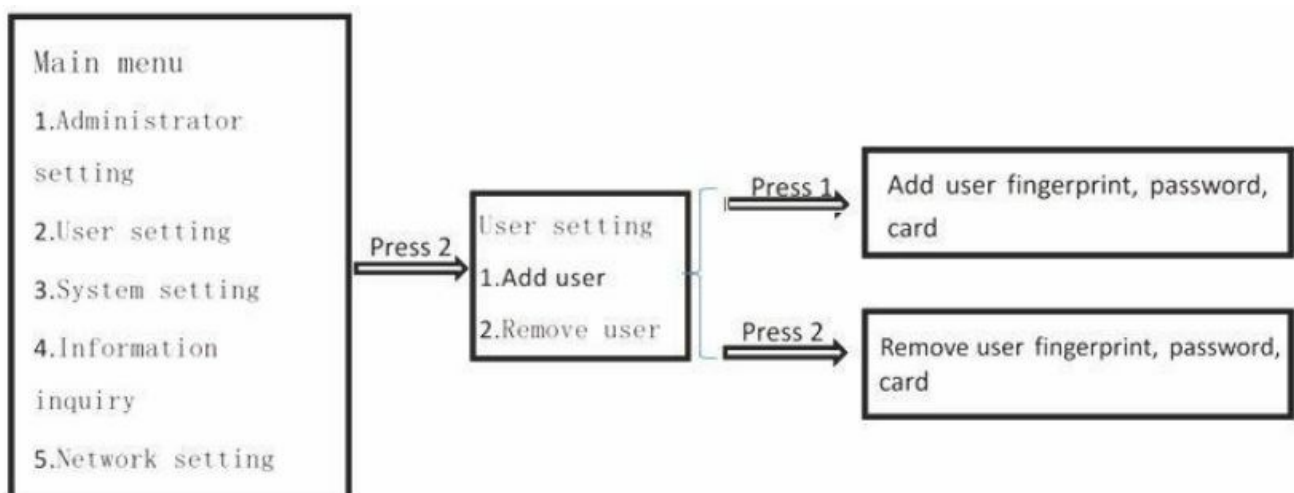 Main menu
1.Administrator
setting
2.User setting
3.System setting
4.Information
inquiry
5.Network setting
Press 2
User setting
1.Add user
2.Remove user
Press 1
Add user fingerprint, password,
card
Press 2
Remove user fingerprint, password,
card